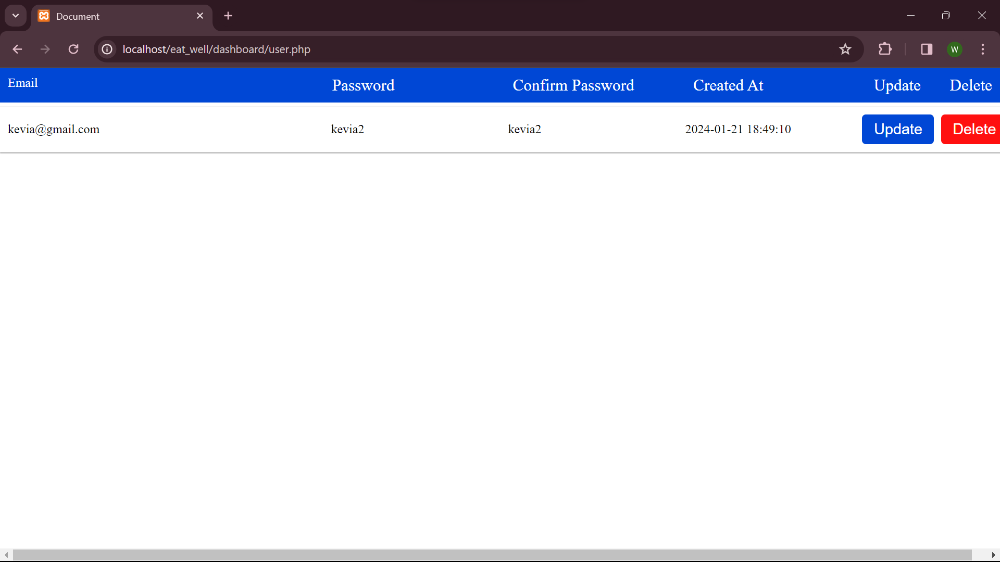 Document
localhost/eat_well/dashboard/user.php
W
Email Password Confirm Password Created At Update Delete
kevia@gmail.com kevia2 kevia2 2024-01-21 18:49:10 Update Delete